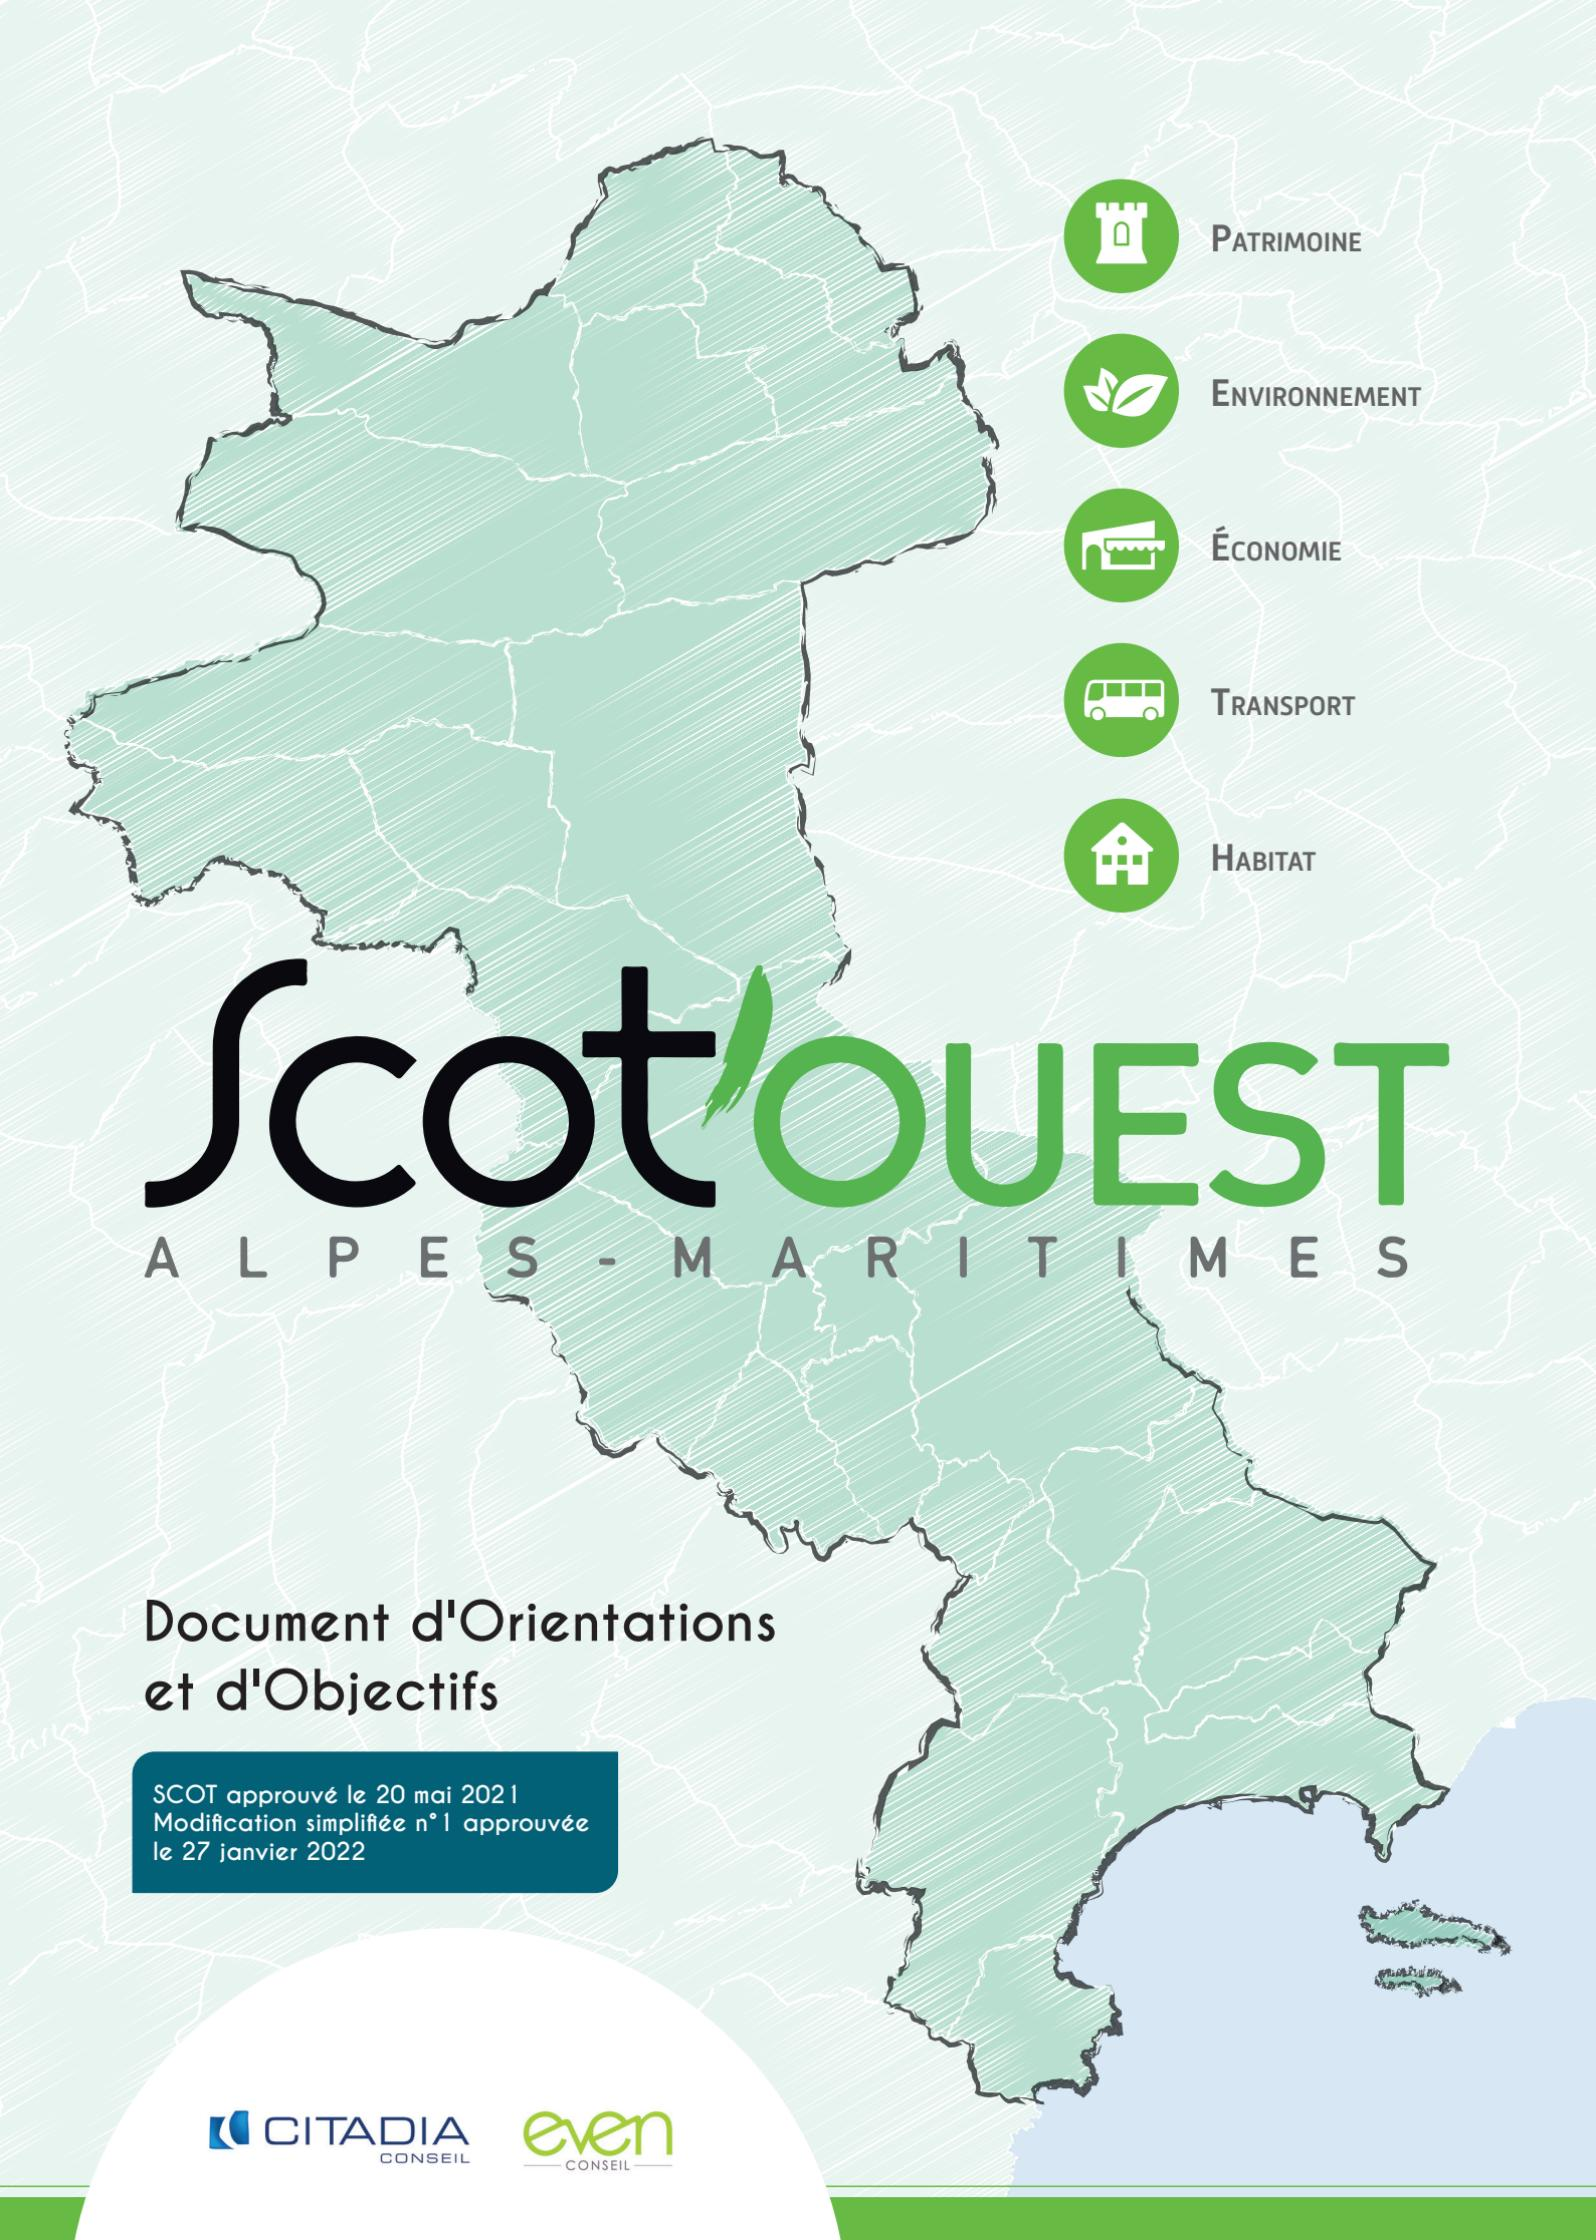 PATRIMOINE
ENVIRONNEMENT
ÉCONOMIE
TRANSPORT
HABITAT
Scot'OUEST
ALPES-MARITIMES
Document d'Orientations
et d'Objectifs
SCOT approuvé le 20 mai 2021
Modification simplifiée n°1 approuvée
le 27 janvier 2022
CITADIA
CONSEIL
even
CONSEIL